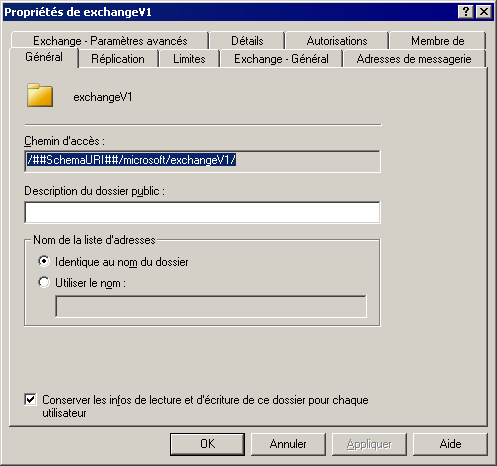 Propriétés de exchangeV1
Exchange - Paramètres avancés Détails Autorisations Membre de
Général Réplication Limites Exchange - Général Adresses de messagerie
exchangeV1
Chemin d'accès :
/##SchemaURI##/microsoft/exchangeV1/
Description du dossier public :
Nom de la liste d'adresses
Identique au nom du dossier
Utiliser le nom :
Conserver les infos de lecture et d'écriture de ce dossier pour chaque
utilisateur
OK Annuler Appliquer Aide